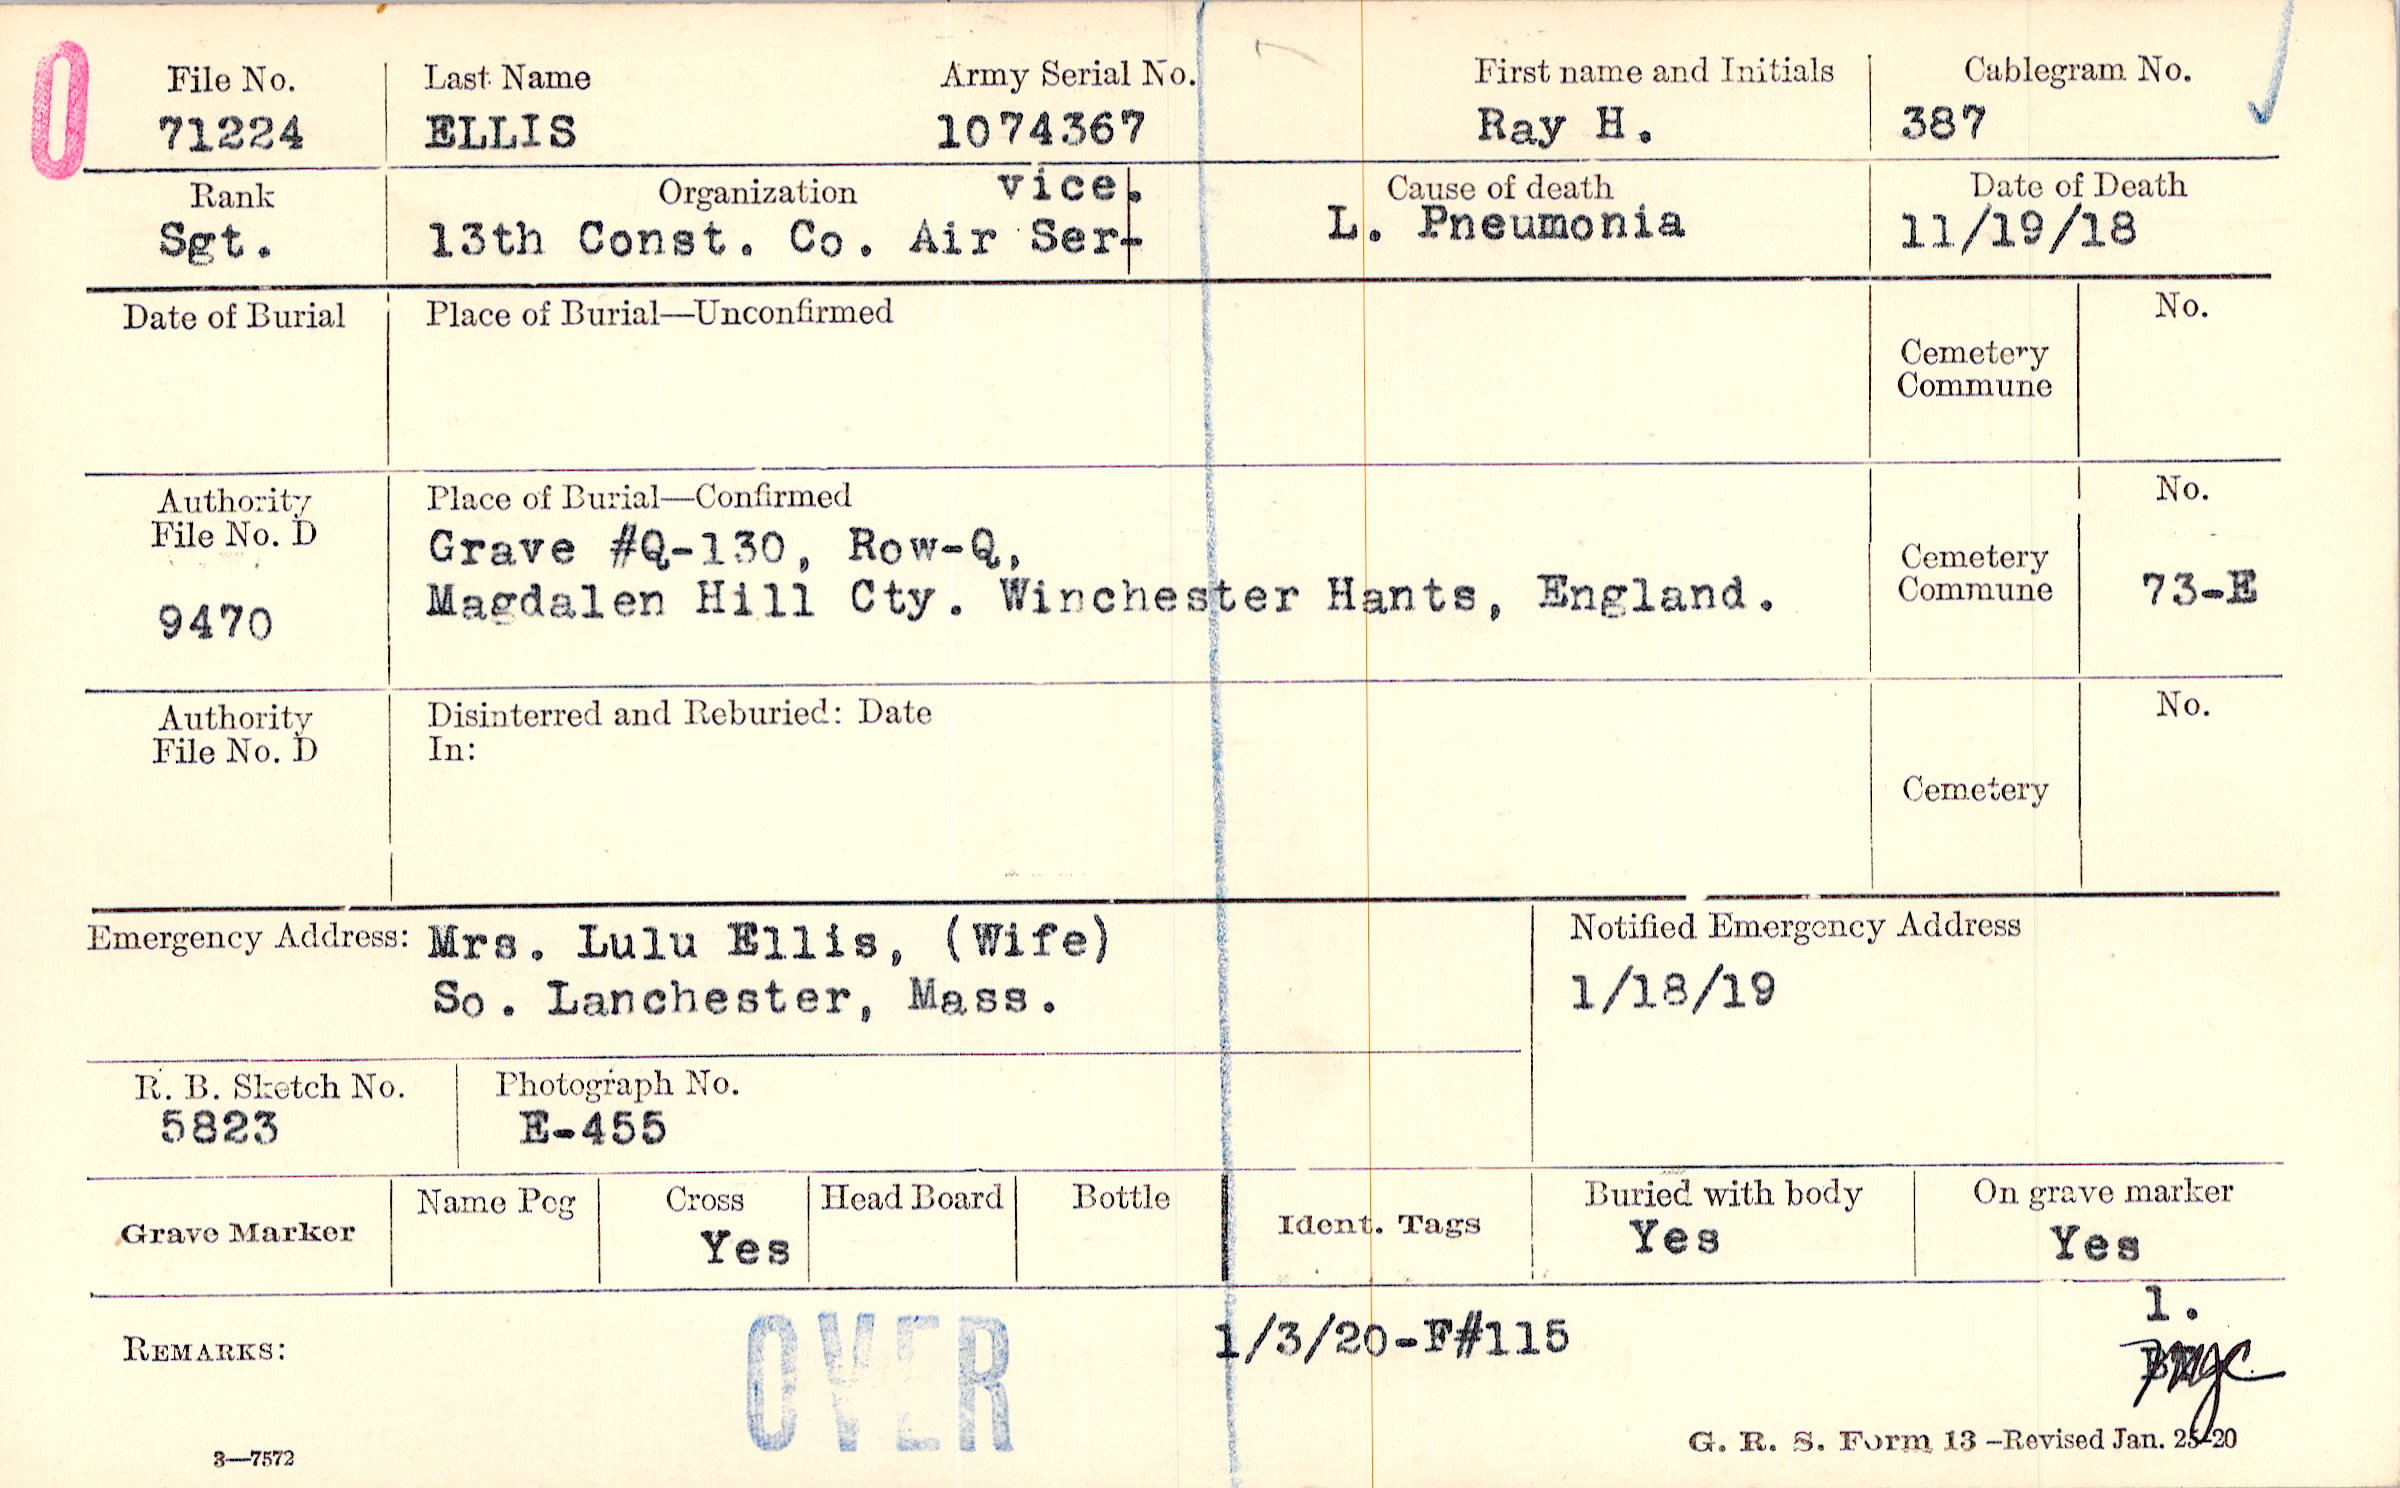 0
File No. Last Name Army Serial No. First name and Initials Cablegram No.
71224 ELLIS 1074367 Ray H. 387
Rank Organization vice. Cause of death Date of Death
Sgt. 13th Const. Co. Air Ser- L. Pneumonia 11/19/18
Date of Burial Place of Burial—Unconfirmed No.
Cemetery
Commune
Authority Place of Burial—Confirmed No.
File No. D Grave #Q-130, Row-Q, Cemetery
9470 Magdalen Hill Cty. Winchester Hants, England. Commune 73-E
Authority Disinterred and Reburied: Date No.
File No. D In:
Cemetery
Emergency Address: Mrs. Lulu Ellis, (Wife) Notified Emergency Address
So. Lanchester, Mass. 1/18/19
R. B. Sketch No. Photograph No.
5823 E-455
Grave Marker Name Peg Cross Head Board Bottle Ident. Tags Buried with body On grave marker
Yes Yes Yes
1.
REMARKS: OVER 1/3/20-F#115
3—7572 G. R. S. Form 13—Revised Jan. 25-20